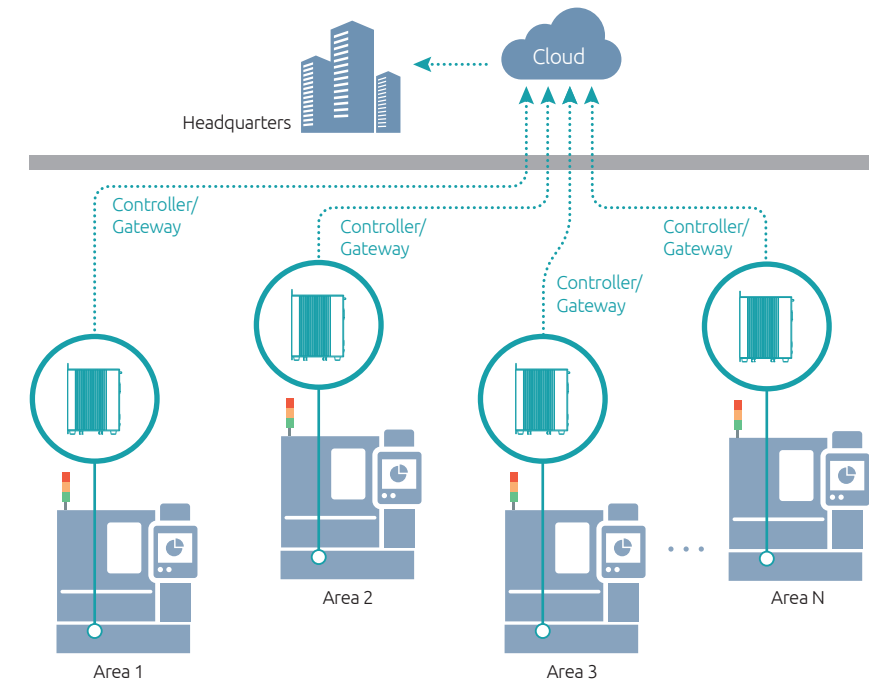 Cloud
Headquarters
Controller/
Gateway
Controller/
Gateway
Controller/
Gateway
Controller/
Gateway
Area 2
Area N
Area 1
Area 3